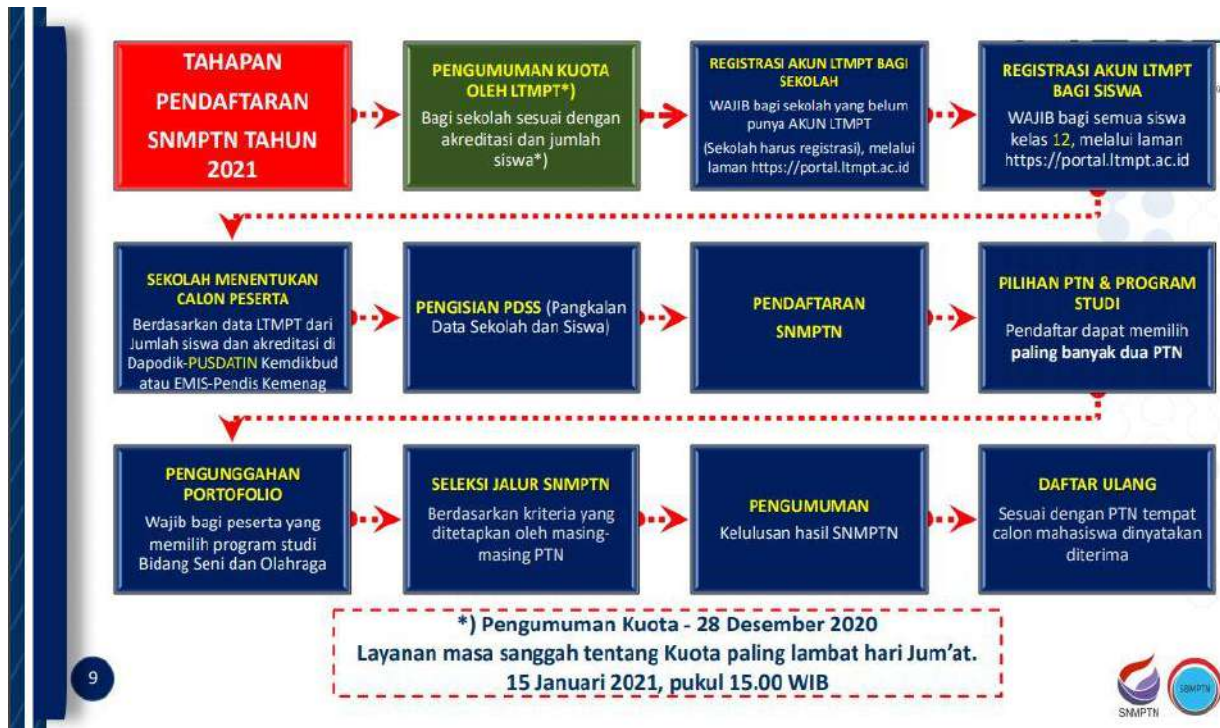 TAHAPAN
PENDAFTARAN
SNMPTN TAHUN
2021
PENGUMUMAN KUOTA
OLEH LTMPT*)
Bagi sekolah sesuai dengan
akreditasi dan jumlah
siswa*)
REGISTRASI AKUN LTMPT BAGI
SEKOLAH
WAJIB bagi sekolah yang belum
punya AKUN LTMPT
(Sekolah harus registrasi), melalui
laman https://portal.ltmpt.ac.id
REGISTRASI AKUN LTMPT
BAGI SISWA
WAJIB bagi semua siswa
kelas 12, melalui laman
https://portal.ltmpt.ac.id
SEKOLAH MENENTUKAN
CALON PESERTA
Berdasarkan data LTMPT dari
Jumlah siswa dan akreditasi di
Dapodik-PUSDATIN Kemdikbud
atau EMIS-Pendis Kemenag
PENGISIAN PDSS (Pangkalan
Data Sekolah dan Siswa)
PENDAFTARAN
SNMPTN
PILIHAN PTN & PROGRAM
STUDI
Pendaftar dapat memilih
paling banyak dua PTN
PENGUNGGAHAN
PORTOFOLIO
Wajib bagi peserta yang
memilih program studi
Bidang Seni dan Olahraga
SELEKSI JALUR SNMPTN
Berdasarkan kriteria yang
ditetapkan oleh masing-
masing PTN
PENGUMUMAN
Kelulusan hasil SNMPTN
DAFTAR ULANG
Sesuai dengan PTN tempat
calon mahasiswa dinyatakan
diterima
*) Pengumuman Kuota - 28 Desember 2020
Layanan masa sanggah tentang Kuota paling lambat hari Jum'at.
15 Januari 2021, pukul 15.00 WIB
9
SNMPTN
SBMPTN